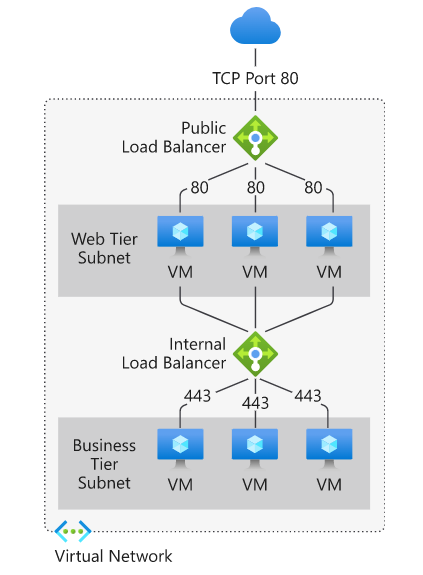 TCP Port 80
Public
Load Balancer
80 80 80
Web Tier
Subnet
VM VM VM
Internal
Load Balancer
443 443 443
Business
Tier
Subnet
VM VM VM
Virtual Network